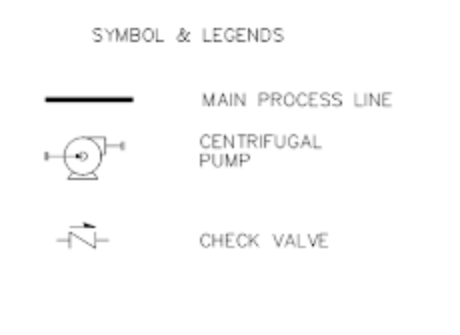 SYMBOL & LEGENDS
MAIN PROCESS LINE
CENTRIFUGAL
PUMP
CHECK VALVE